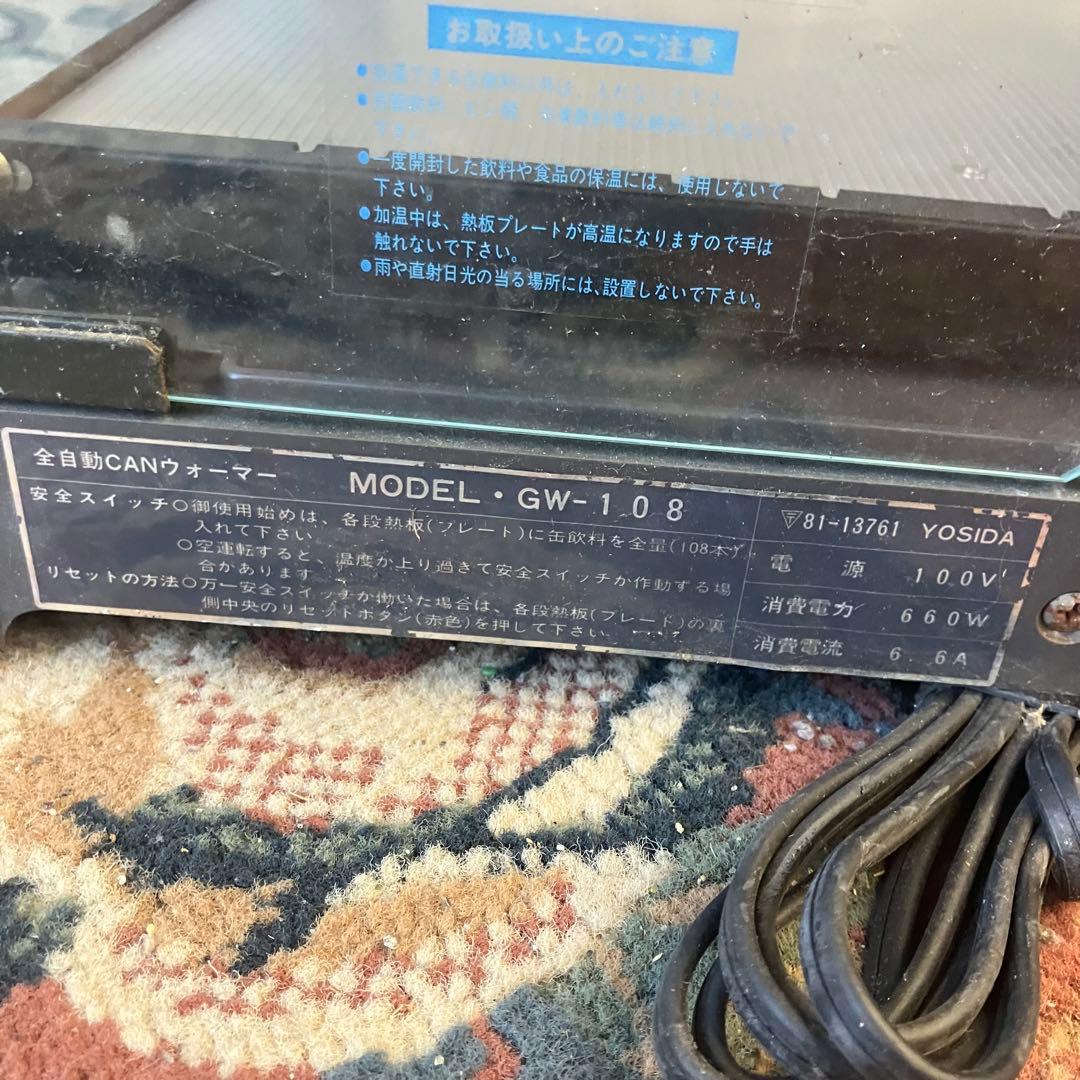 お取扱い上のご注意
●一度開封した飲料や食品の保温には、使用しないで
下さい。
●加温中は、熱板プレートが高温になりますので手は
触れないで下さい。
●雨や直射日光の当る場所には、設置しないで下さい。
全自動CANウォーマー MODEL・GW-108
安全スイッチ○御使用始めは、各段熱板(プレート)に缶飲料を全量(108本)
入れて下さい
○空運転すると、温度が上り過ぎて安全スイッチが作動する場
合があります
リセットの方法○万一安全スイッチが働いた場合は、各段熱板(プレード)の裏
側中央のリセットボタン(赤色)を押して下さい
〒81-13761 YOSIDA
電源 100V
消費電力 660W
消費電流 6.6A